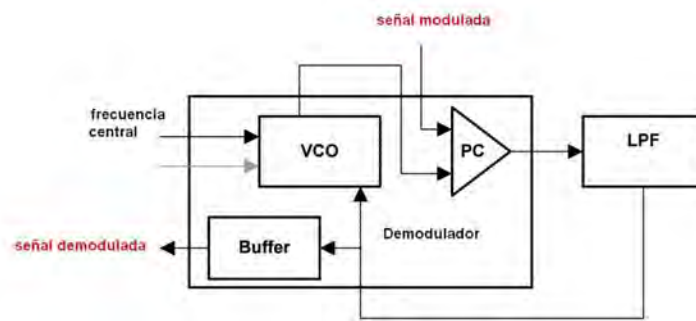 señal modulada
frecuencia
central
VCO
PC
LPF
señal demodulada
Buffer
Demodulador